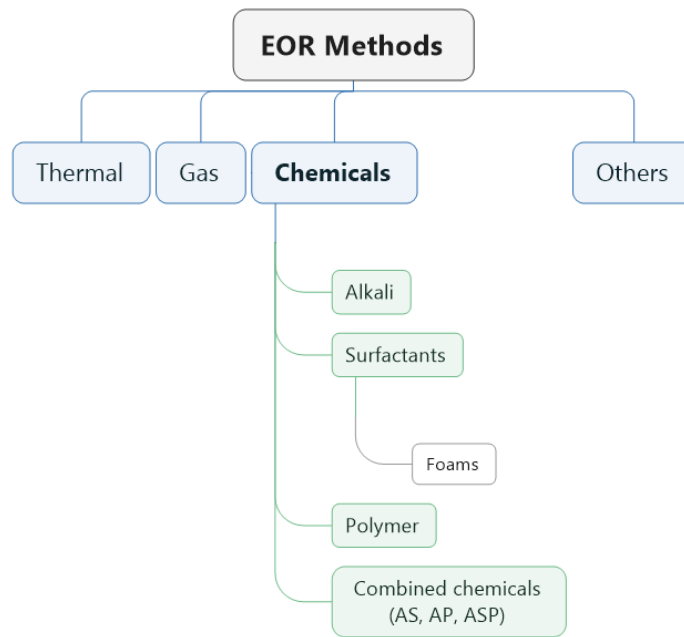 EOR Methods
Thermal
Gas
Chemicals
Others
Alkali
Surfactants
Foams
Polymer
Combined chemicals
(AS, AP, ASP)